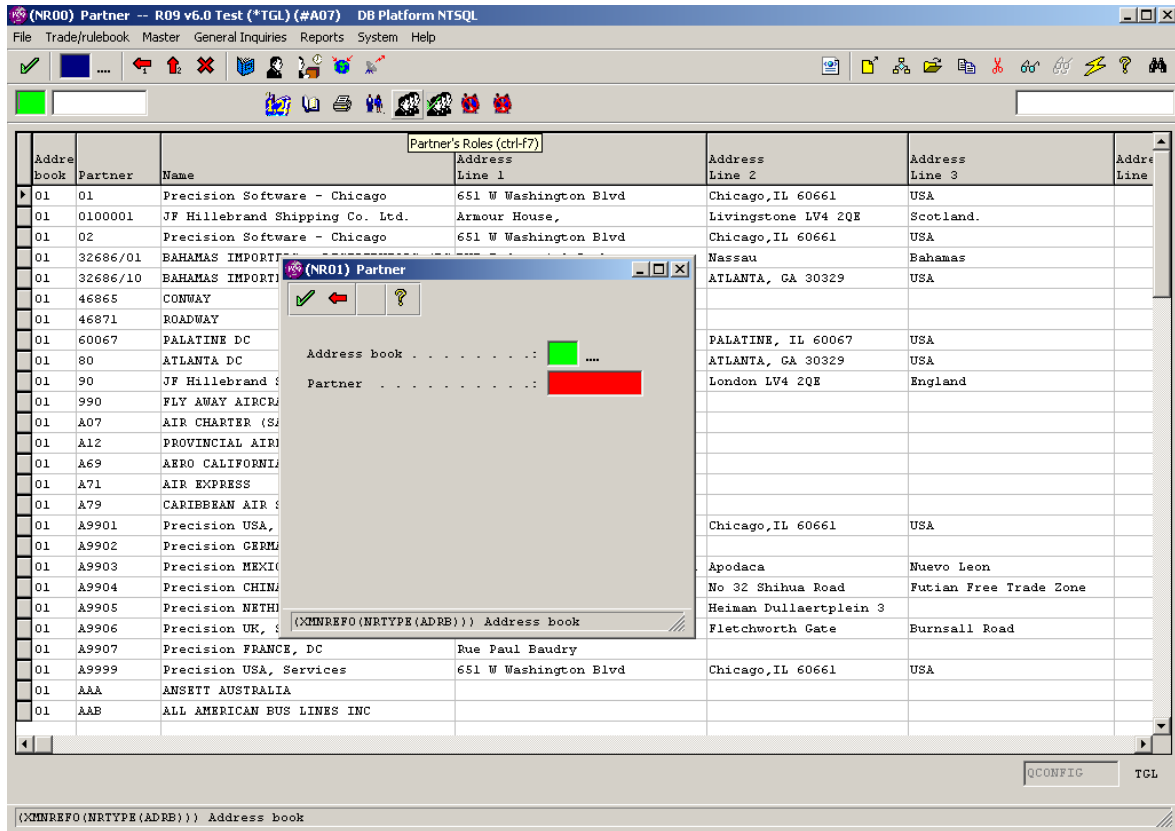 (NR00) Partner -- R09 v6.0 Test (*TGL) (#A07) DB Platform NTSQL
File Trade/rulebook Master General Inquiries Reports System Help
....
Partner's Roles (ctrl-f7)
Addre book Partner Name Address Line 1 Address Line 2 Address Line 3 Addre Line
01 01 Precision Software - Chicago 651 W Washington Blvd Chicago,IL 60661 USA
01 0100001 JF Hillebrand Shipping Co. Ltd. Armour House, Livingstone LV4 2QE Scotland.
01 02 Precision Software - Chicago 651 W Washington Blvd Chicago,IL 60661 USA
01 32686/01 BAHAMAS Nassau Bahamas
01 32686/10 BAHAMAS ATLANTA, GA 30329 USA
01 46865 CONWAY
01 46871 ROADWAY
01 60067 PALATINE DC PALATINE, IL 60067 USA
01 80 ATLANTA DC ATLANTA, GA 30329 USA
01 90 JF Hillebrand London LV4 2QE England
01 990 FLY AWAY
01 A07 AIR CHARTER
01 A12 PROVINCIAL
01 A69 AERO
01 A71 AIR EXPRESS
01 A79 CARIBBEAN AIR
01 A9901 Precision USA, Chicago,IL 60661 USA
01 A9902 Precision
01 A9903 Precision Apodaca Nuevo Leon
01 A9904 Precision No 32 Shihua Road Futian Free Trade Zone
01 A9905 Precision Heiman Dullaertplein 3
01 A9906 Precision UK, Fletchworth Gate Burnsall Road
01 A9907 Precision FRANCE, DC Rue Paul Baudry
01 A9999 Precision USA, Services 651 W Washington Blvd Chicago,IL 60661 USA
01 AAA ANSETT AUSTRALIA
01 AAB ALL AMERICAN BUS LINES INC
(NR01) Partner
Address book . . . . . . . . .: ....
Partner . . . . . . . . . . .:
(XMNREFO(NRTYPE(ADRB))) Address book
QCONFIG TGL
(XMNREFO(NRTYPE(ADRB))) Address book